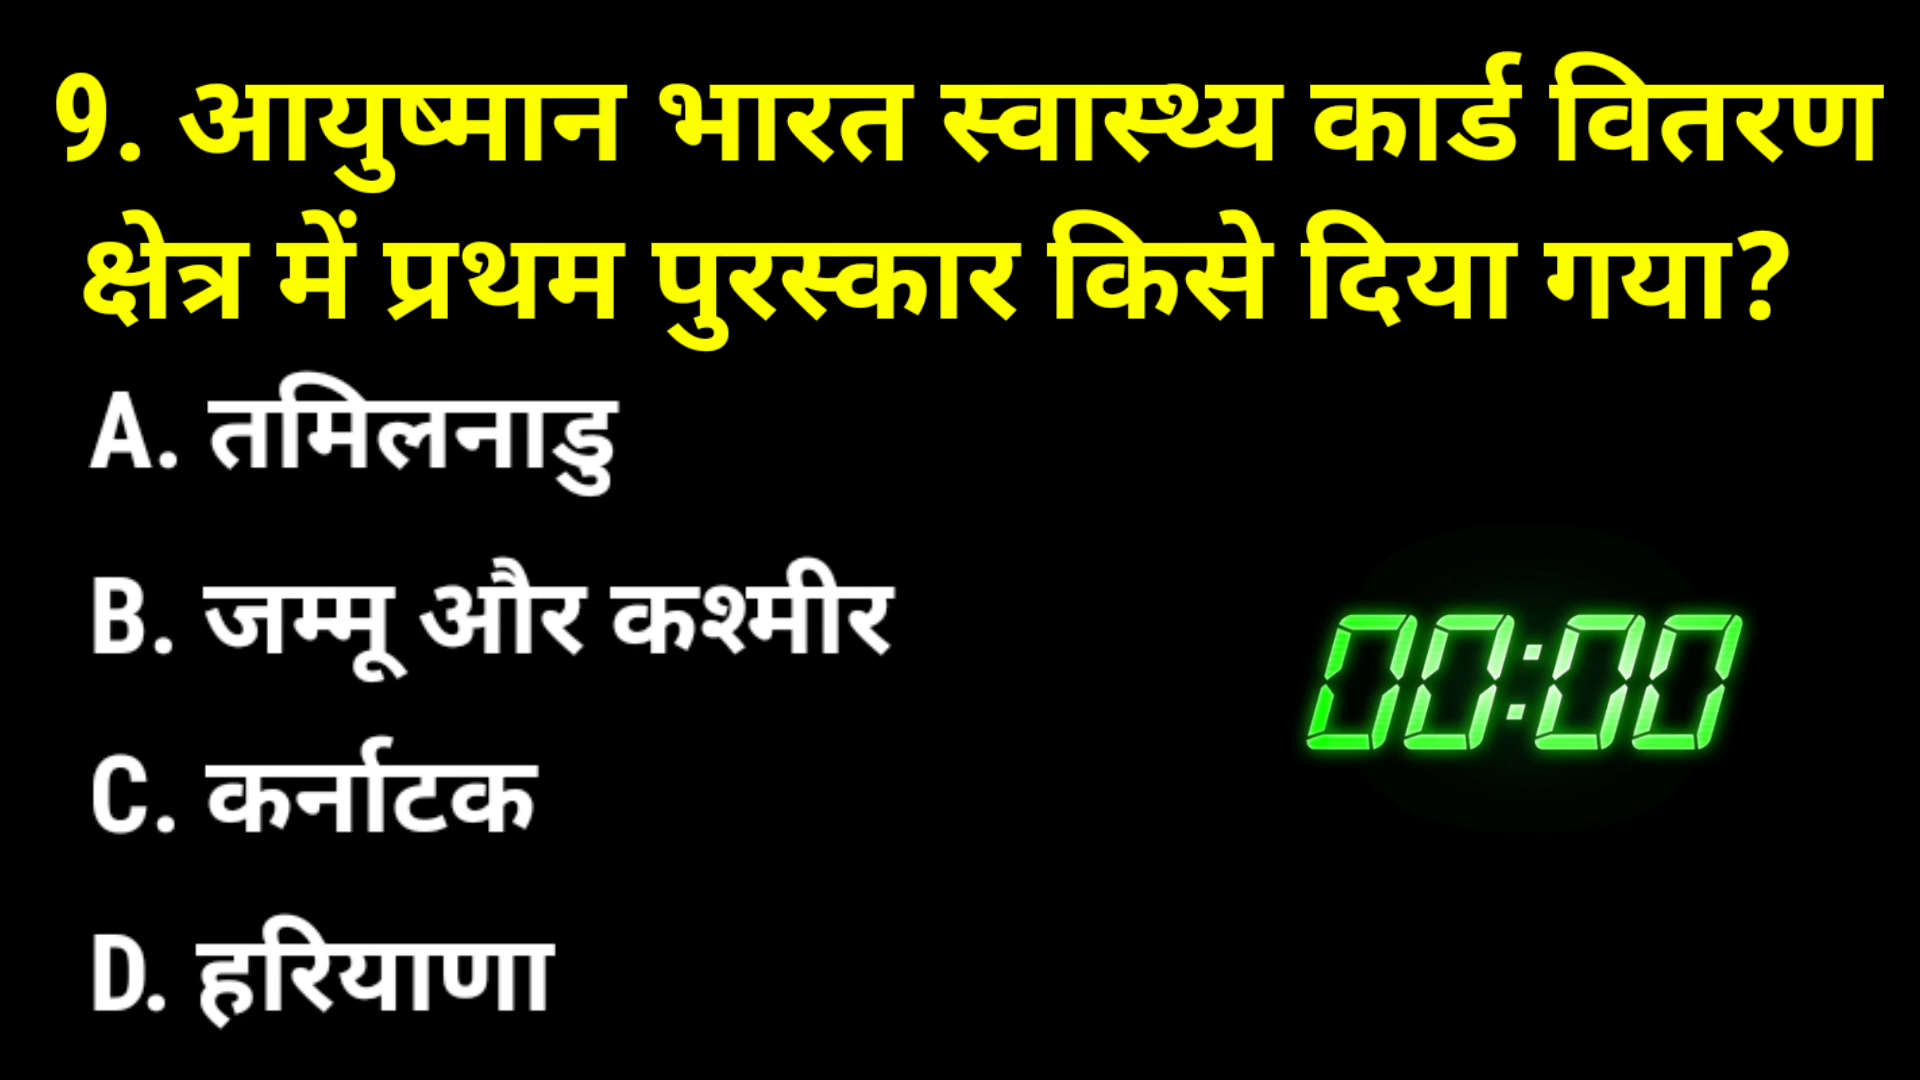 9. आयुष्मान भारत स्वास्थ्य कार्ड वितरण
क्षेत्र में प्रथम पुरस्कार किसे दिया गया?
A. तमिलनाडु
B. जम्मू और कश्मीर
00:00
C. कर्नाटक
D. हरियाणा